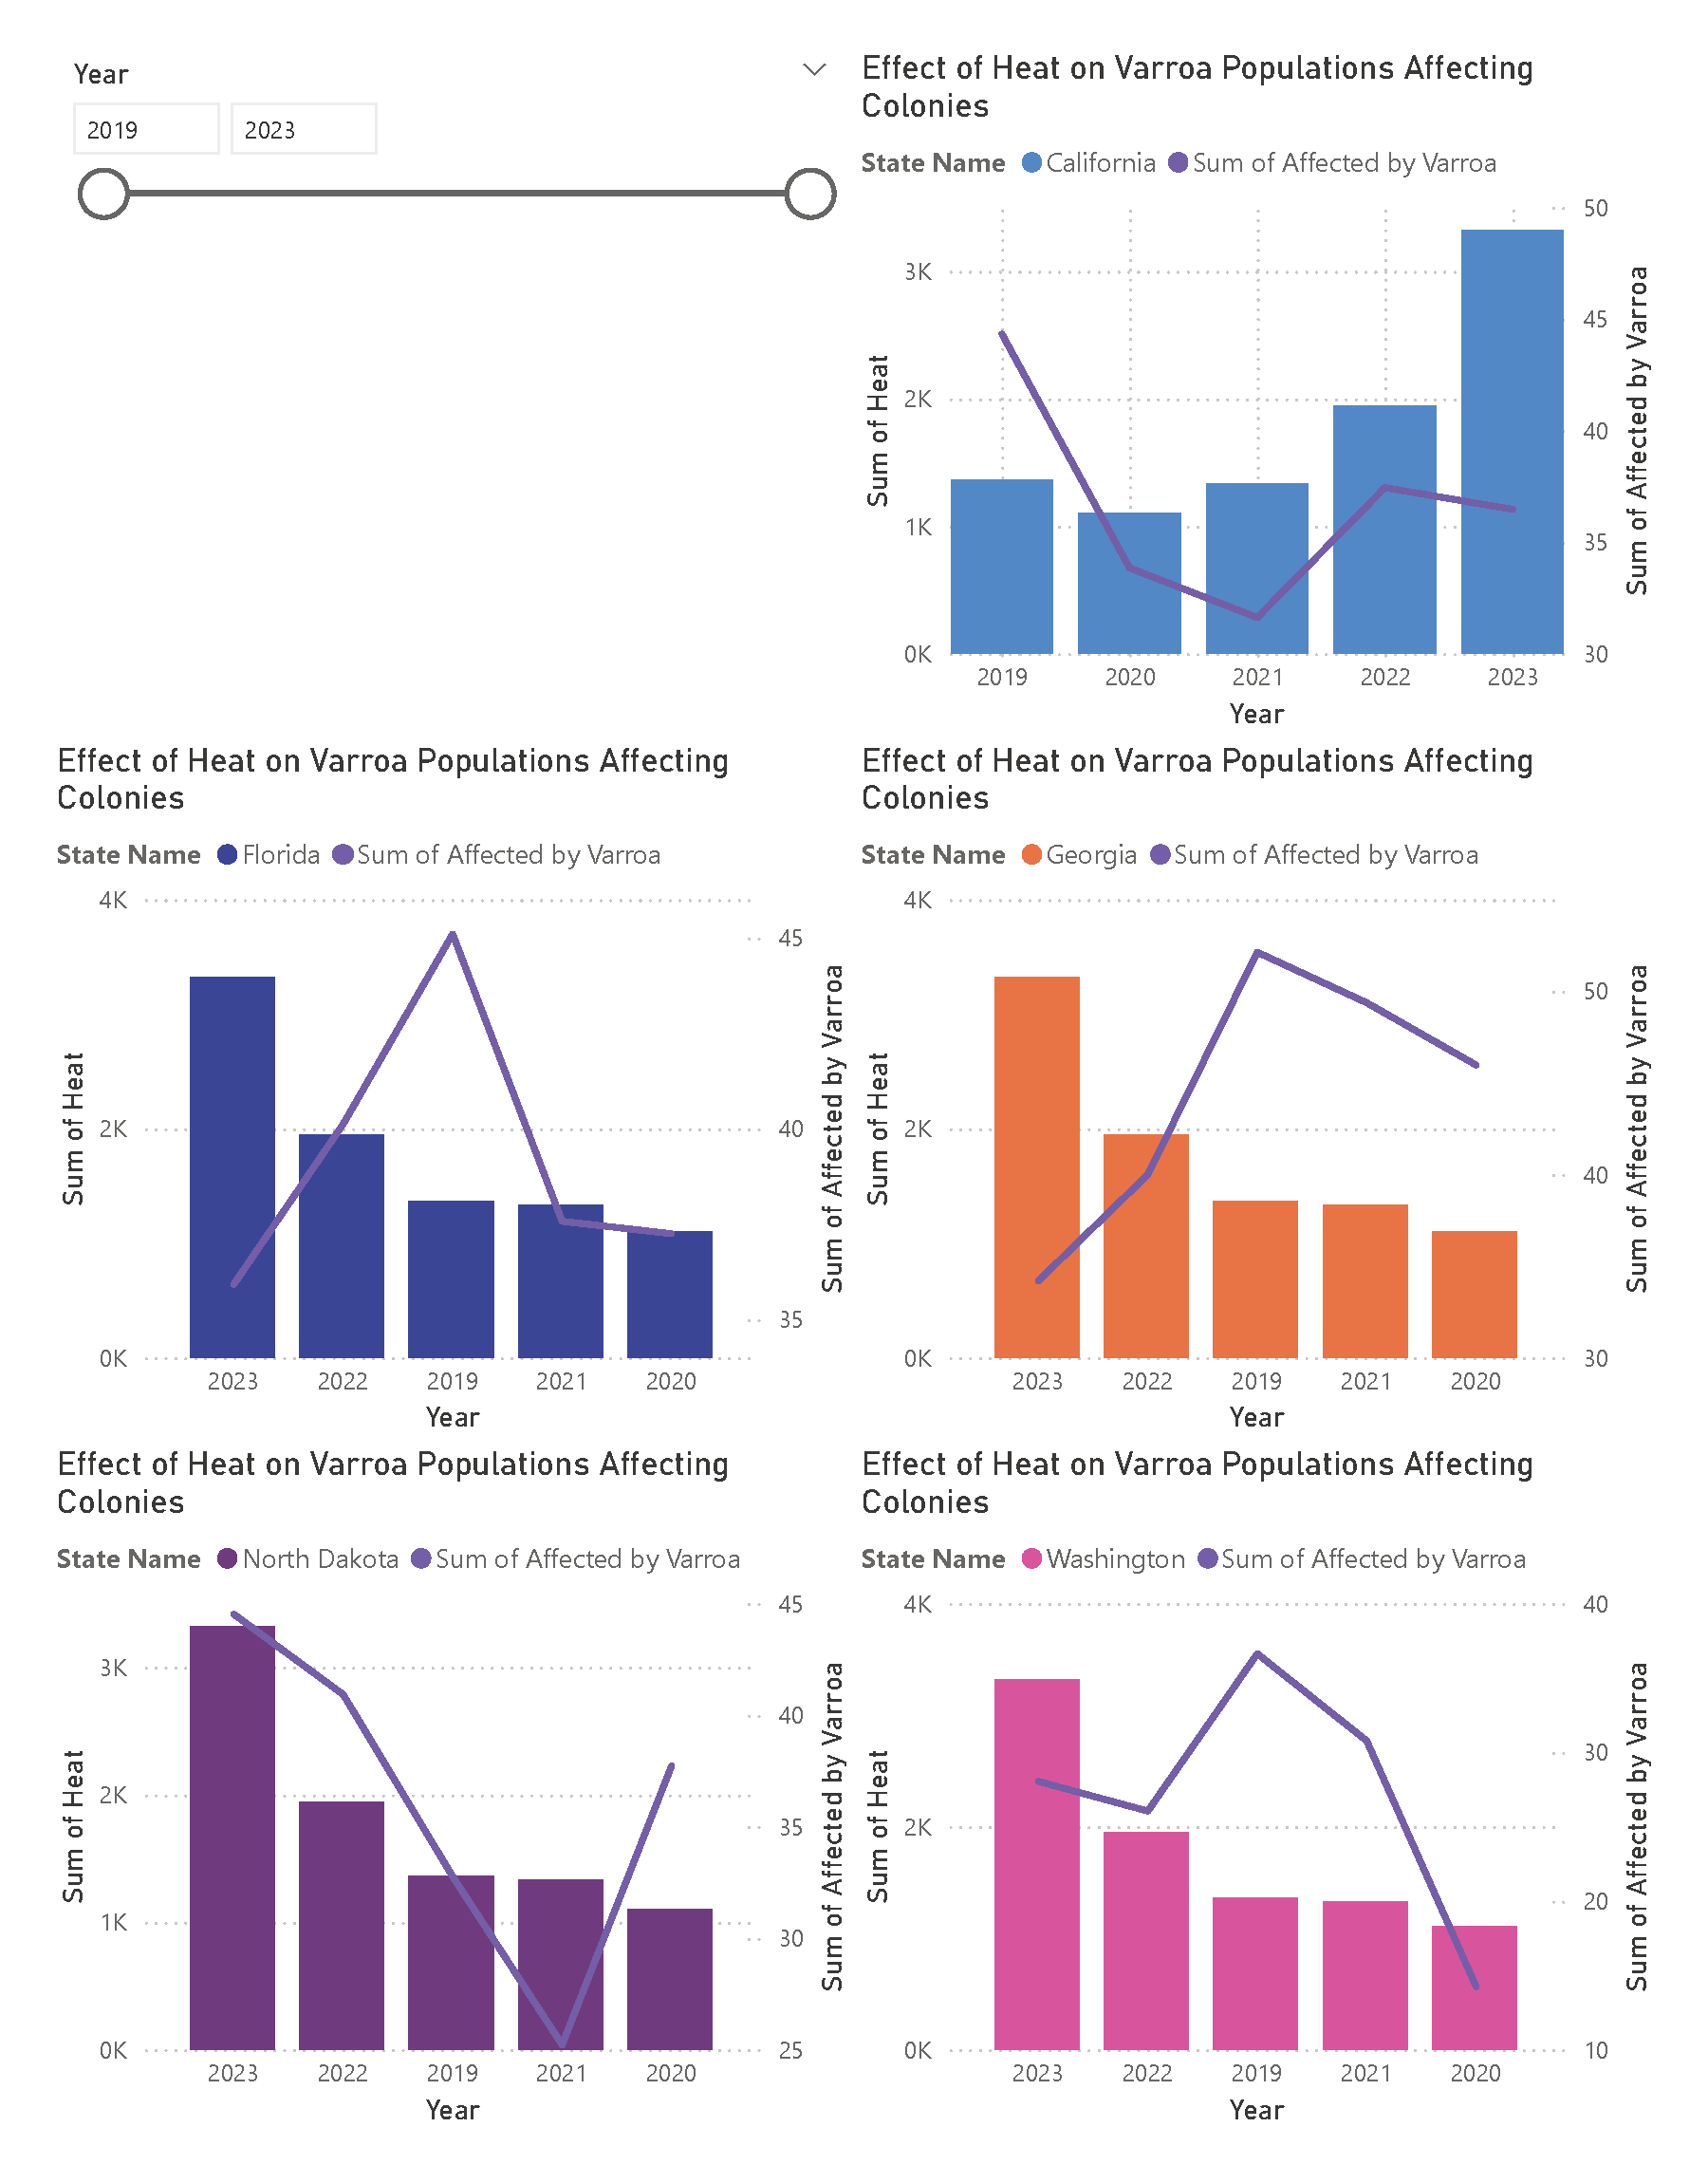 Year
2019 2023
Effect of Heat on Varroa Populations Affecting
Colonies
State Name California Sum of Affected by Varroa
50
3K
45
2K
40
1K
35
0K
30
Sum of Heat
Sum of Affected by Varroa
2019 2020 2021 2022 2023
Year
Effect of Heat on Varroa Populations Affecting
Colonies
State Name Florida Sum of Affected by Varroa
4K
45
2K
40
35
0K
Sum of Heat
Sum of Affected by Varroa
2023 2022 2019 2021 2020
Year
Effect of Heat on Varroa Populations Affecting
Colonies
State Name Georgia Sum of Affected by Varroa
4K
50
2K
40
0K
30
Sum of Heat
Sum of Affected by Varroa
2023 2022 2019 2021 2020
Year
Effect of Heat on Varroa Populations Affecting
Colonies
State Name North Dakota Sum of Affected by Varroa
45
3K
40
2K
35
1K
30
0K
25
Sum of Heat
Sum of Affected by Varroa
2023 2022 2019 2021 2020
Year
Effect of Heat on Varroa Populations Affecting
Colonies
State Name Washington Sum of Affected by Varroa
4K
40
30
2K
20
0K
10
Sum of Heat
Sum of Affected by Varroa
2023 2022 2019 2021 2020
Year